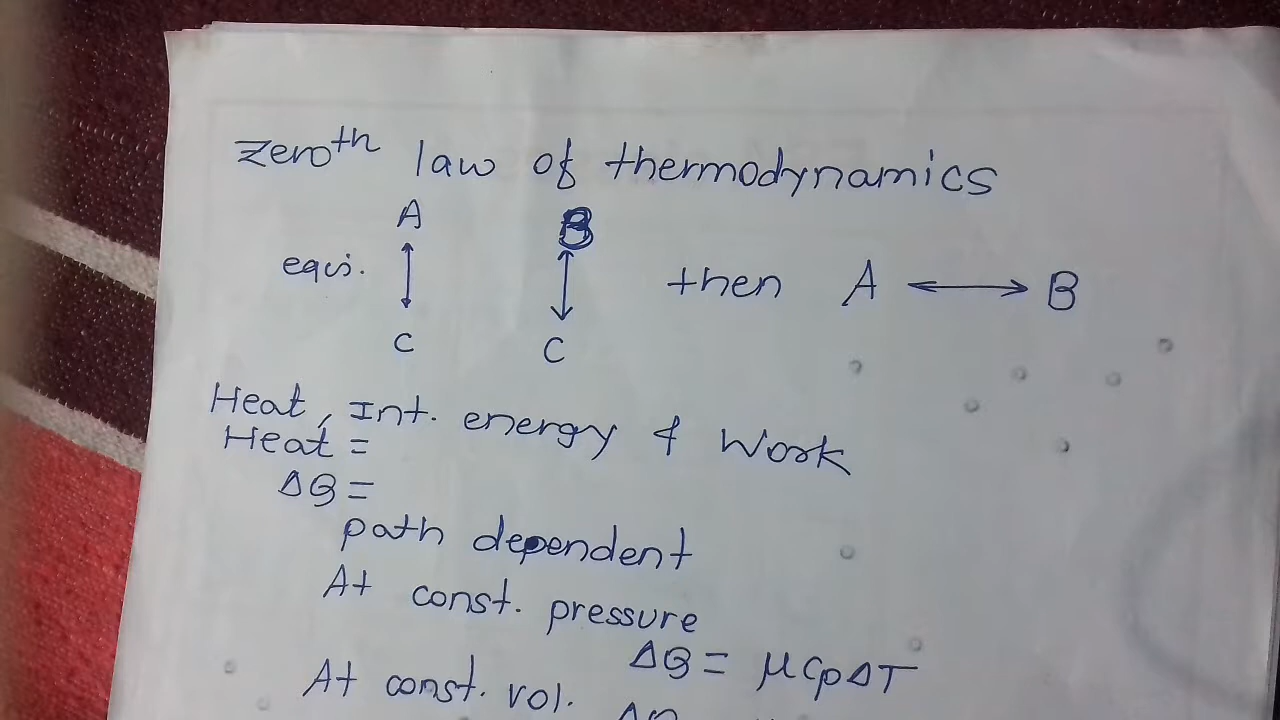 Zeroth law of thermodynamics
A B
equi. ↕ ↕ then A ⟷ B
C C
Heat, Int. energy & Work
Heat =
ΔQ =
path dependent
At const. pressure
ΔQ = μCpΔT
At const. vol.